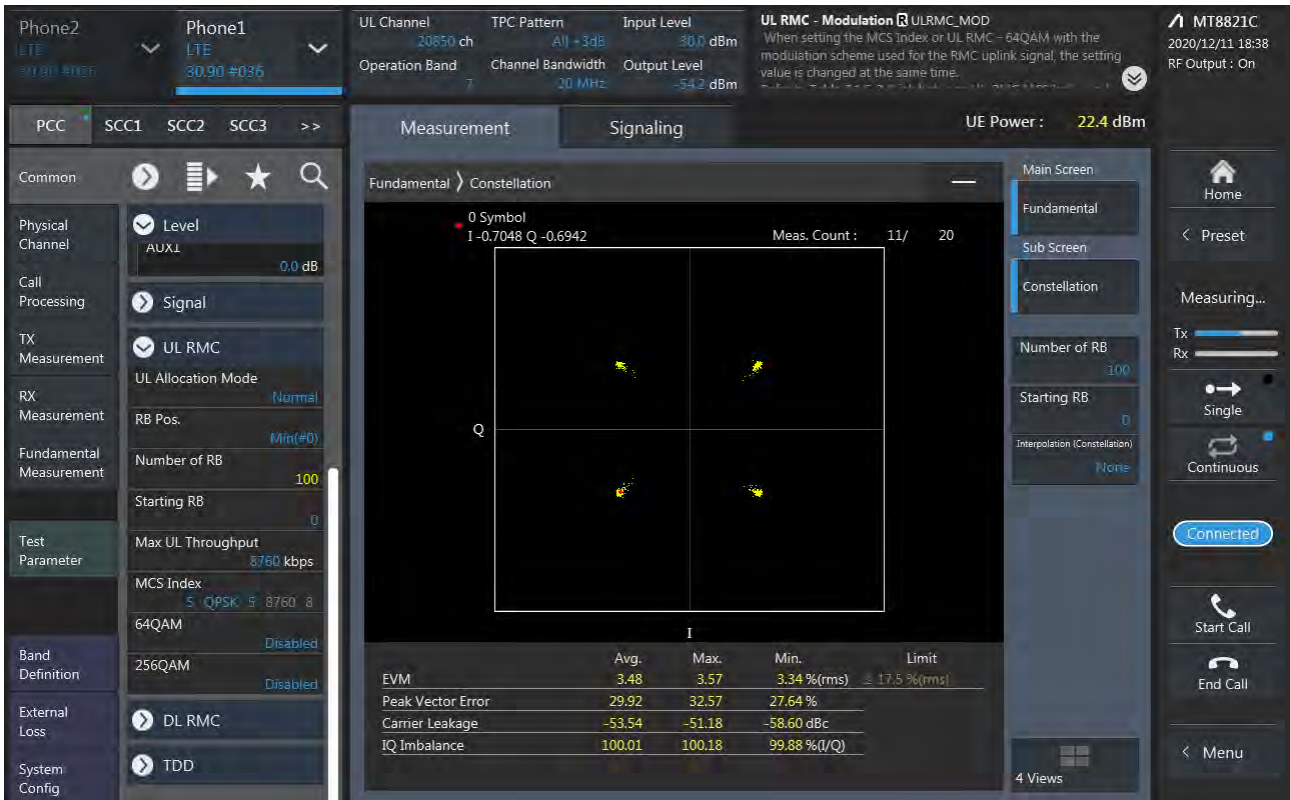 Phone2
LTE
30.90 #036
Phone1
LTE
30.90 #036
UL Channel
20850 ch
TPC Pattern
All +3dB
Input Level
30.0 dBm
Operation Band
7
Channel Bandwidth
20 MHz
Output Level
-54.2 dBm
UL RMC - Modulation R ULRMC_MOD
When setting the MCS Index or UL RMC – 64QAM with the
modulation scheme used for the RMC uplink signal, the setting
value is changed at the same time.
MT8821C
2020/12/11 18:38
RF Output : On
PCC SCC1 SCC2 SCC3 >>
Measurement
Signaling
UE Power : 22.4 dBm
Common
Physical
Channel
Call
Processing
TX
Measurement
RX
Measurement
Fundamental
Measurement
Test
Parameter
Band
Definition
External
Loss
System
Config
Level
AUX1
0.0 dB
Signal
UL RMC
UL Allocation Mode
Normal
RB Pos.
Min(#0)
Number of RB
100
Starting RB
0
Max UL Throughput
8760 kbps
MCS Index
5 QPSK 5 8760 8
64QAM
Disabled
256QAM
Disabled
DL RMC
TDD
Fundamental > Constellation
0 Symbol
I -0.7048 Q -0.6942
Meas. Count : 11/ 20
Q
I
Avg. Max. Min. Limit
EVM 3.48 3.57 3.34 %(rms) ≤ 17.5 %(rms)
Peak Vector Error 29.92 32.57 27.64 %
Carrier Leakage -53.54 -51.18 -58.60 dBc
IQ Imbalance 100.01 100.18 99.88 %(I/Q)
Main Screen
Fundamental
Sub Screen
Constellation
Number of RB
100
Starting RB
0
Interpolation (Constellation)
None
4 Views
Home
< Preset
Measuring...
Tx
Rx
Single
Continuous
Connected
Start Call
End Call
< Menu